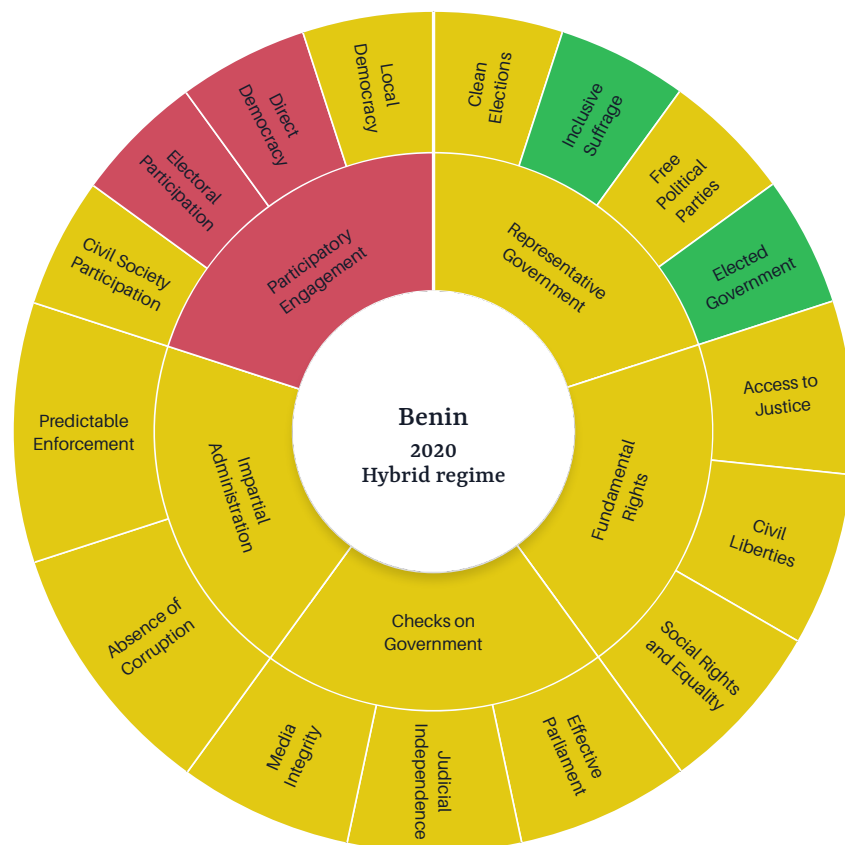 Benin
2020
Hybrid regime
Representative
Government
Clean
Elections
Inclusive
Suffrage
Free
Political
Parties
Elected
Government
Fundamental
Rights
Access to
Justice
Civil
Liberties
Social Rights
and Equality
Checks on
Government
Effective
Parliament
Judicial
Independence
Media
Integrity
Impartial
Administration
Absence of
Corruption
Predictable
Enforcement
Participatory
Engagement
Civil Society
Participation
Electoral
Participation
Direct
Democracy
Local
Democracy